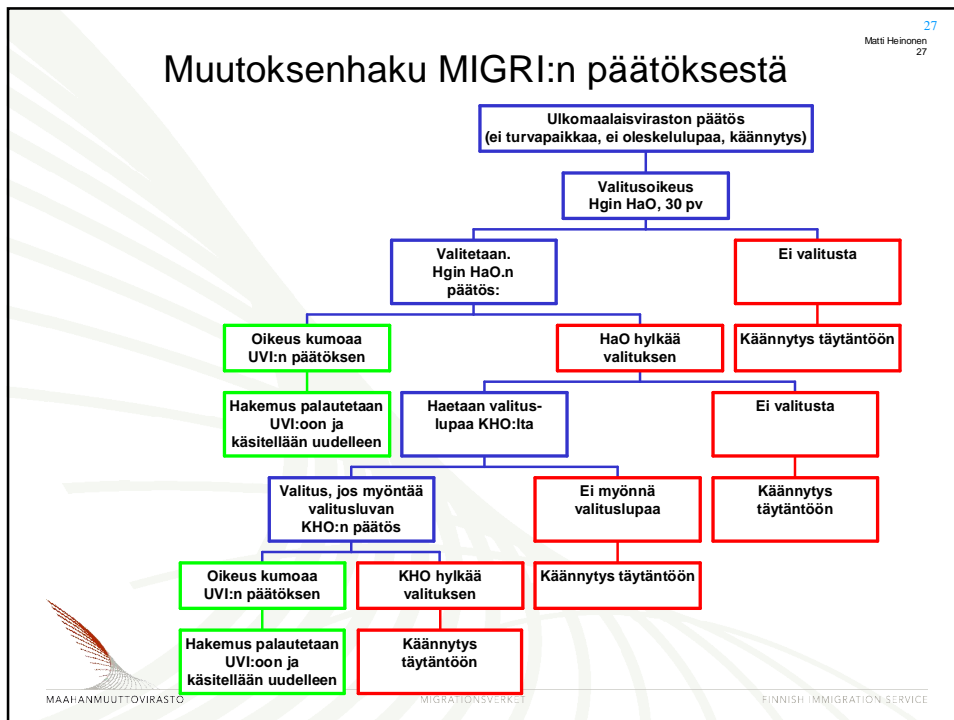 27
Matti Heinonen
27
Muutoksenhaku MIGRI:n päätöksestä
Ulkomaalaisviraston päätös
(ei turvapaikkaa, ei oleskelulupaa, käännytys)
Valitusoikeus
Hgin HaO, 30 pv
Valitetaan.
Hgin HaO.n
päätös:
Ei valitusta
Oikeus kumoaa
UVI:n päätöksen
HaO hylkää
valituksen
Käännytys täytäntöön
Hakemus palautetaan
UVI:oon ja
käsitellään uudelleen
Haetaan valitus-
lupaa KHO:lta
Ei valitusta
Valitus, jos myöntää
valitusluvan
KHO:n päätös
Ei myönnä
valituslupaa
Käännytys
täytäntöön
Oikeus kumoaa
UVI:n päätöksen
KHO hylkää
valituksen
Käännytys täytäntöön
Hakemus palautetaan
UVI:oon ja
käsitellään uudelleen
Käännytys
täytäntöön
MAAHANMUUTTOVIRASTO
MIGRATIONSVERKET
FINNISH IMMIGRATION SERVICE